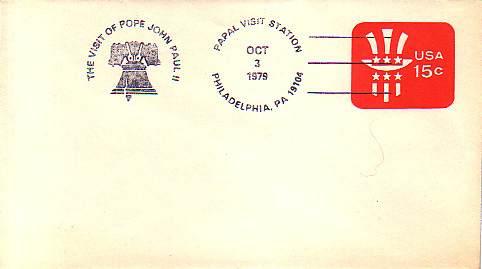 THE VISIT OF POPE JOHN PAUL II
PAPAL VISIT STATION
OCT
3
1979
PHILADELPHIA, PA 19104
USA
15c